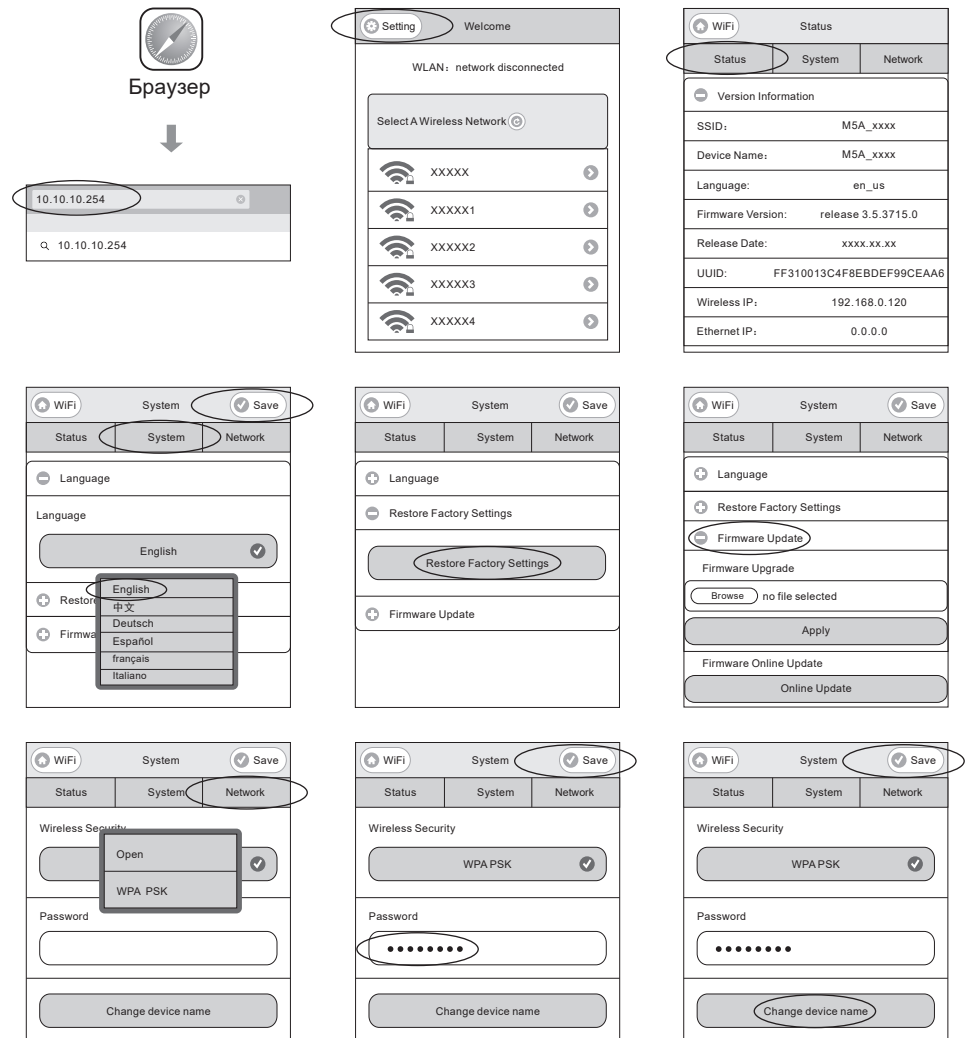 Браузер
10.10.10.254
10.10.10.254
Setting Welcome
WLAN: network disconnected
Select A Wireless Network
XXXXX
XXXXX1
XXXXX2
XXXXX3
XXXXX4
WiFi Status
Status System Network
Version Information
SSID: M5A_xxxx
Device Name: M5A_xxxx
Language: en_us
Firmware Version: release 3.5.3715.0
Release Date: xxxx.xx.xx
UUID: FF310013C4F8EBDEF99CEAA6
Wireless IP: 192.168.0.120
Ethernet IP: 0.0.0.0
WiFi System Save
Status System Network
Language
Language
English
English
Restore
中文
Deutsch
Firmwa
Español
français
Italiano
WiFi System Save
Status System Network
Language
Restore Factory Settings
Restore Factory Settings
Firmware Update
WiFi System Save
Status System Network
Language
Restore Factory Settings
Firmware Update
Firmware Upgrade
Browse no file selected
Apply
Firmware Online Update
Online Update
WiFi System Save
Status System Network
Wireless Security
Open
WPA PSK
Password
Change device name
WiFi System Save
Status System Network
Wireless Security
WPA PSK
Password
••••••••
Change device name
WiFi System Save
Status System Network
Wireless Security
WPA PSK
Password
••••••••
Change device name